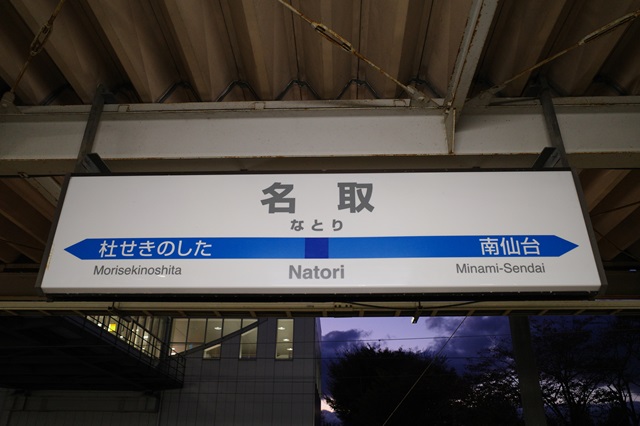 名取
なとり
杜せきのした
南仙台
Morisekinoshita
Natori
Minami-Sendai